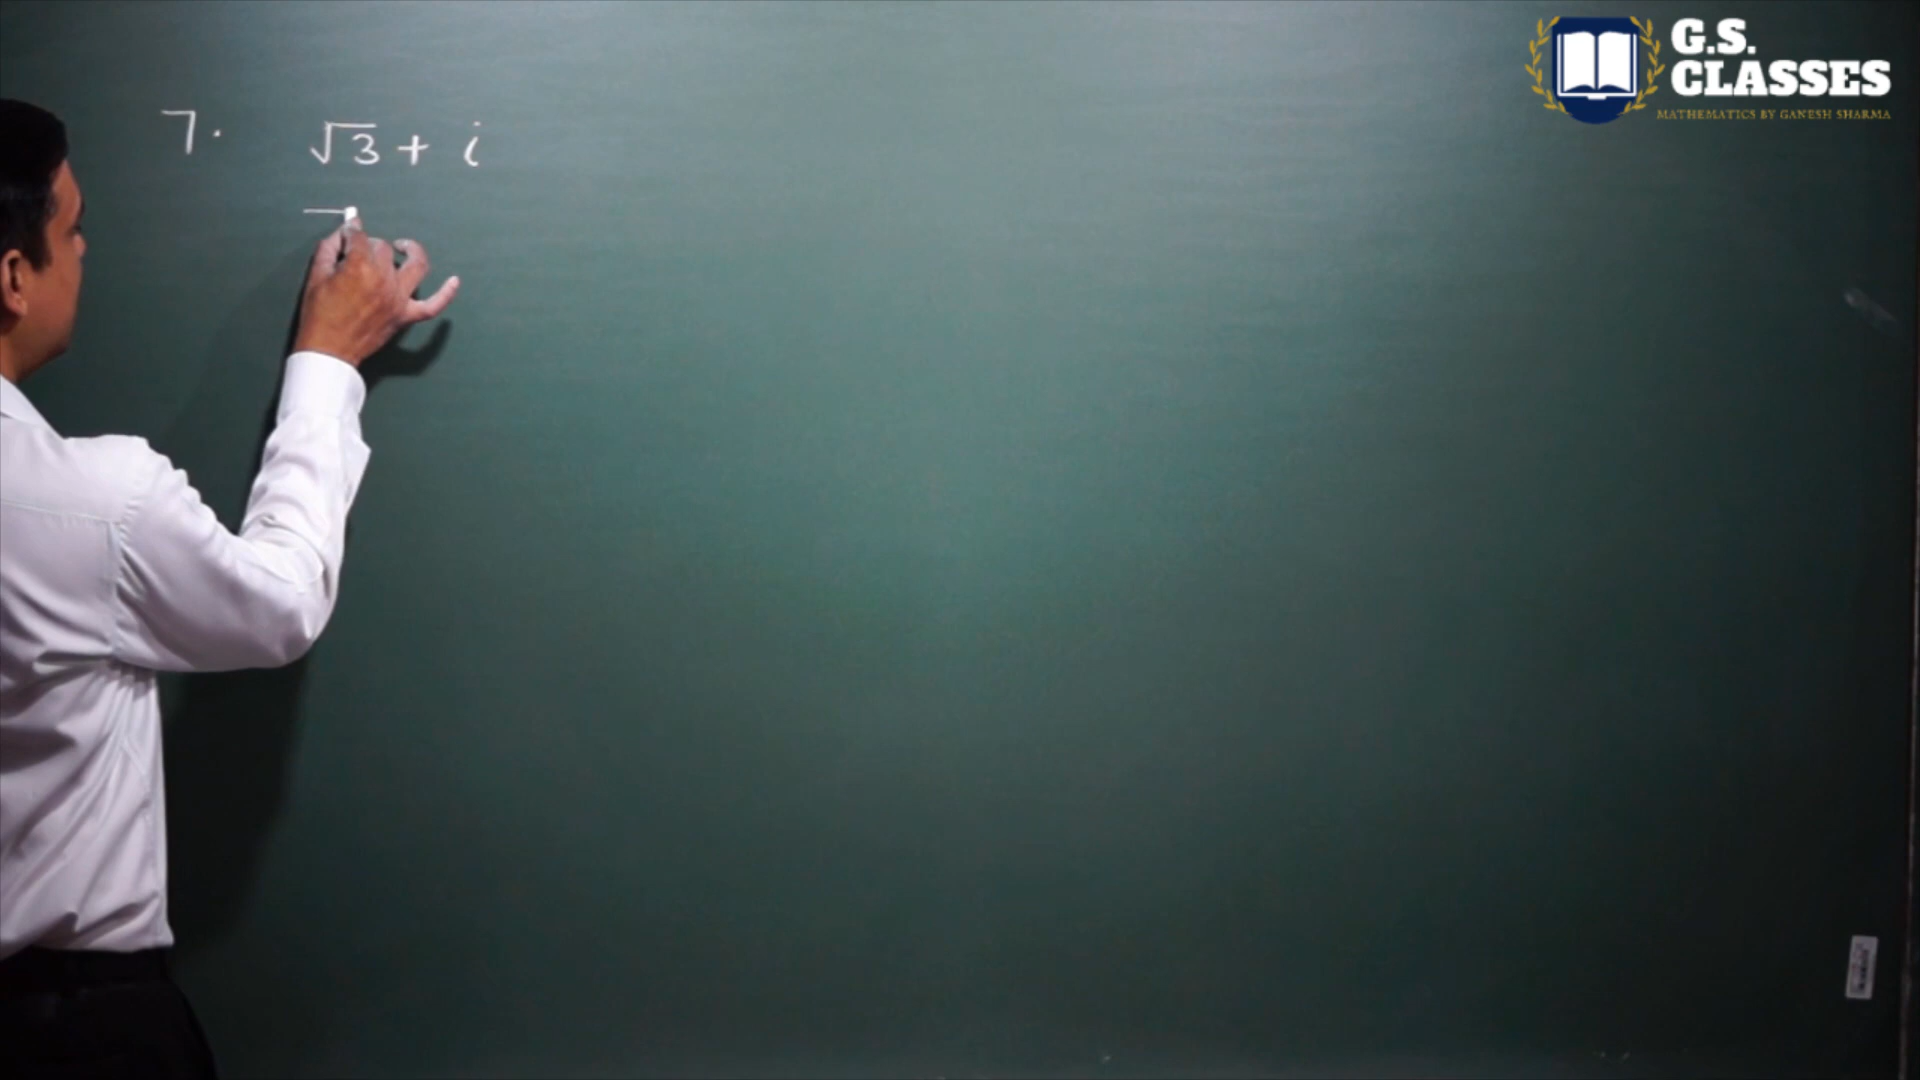 7. √3 + i
G.S.
CLASSES
MATHEMATICS BY GANESH SHARMA